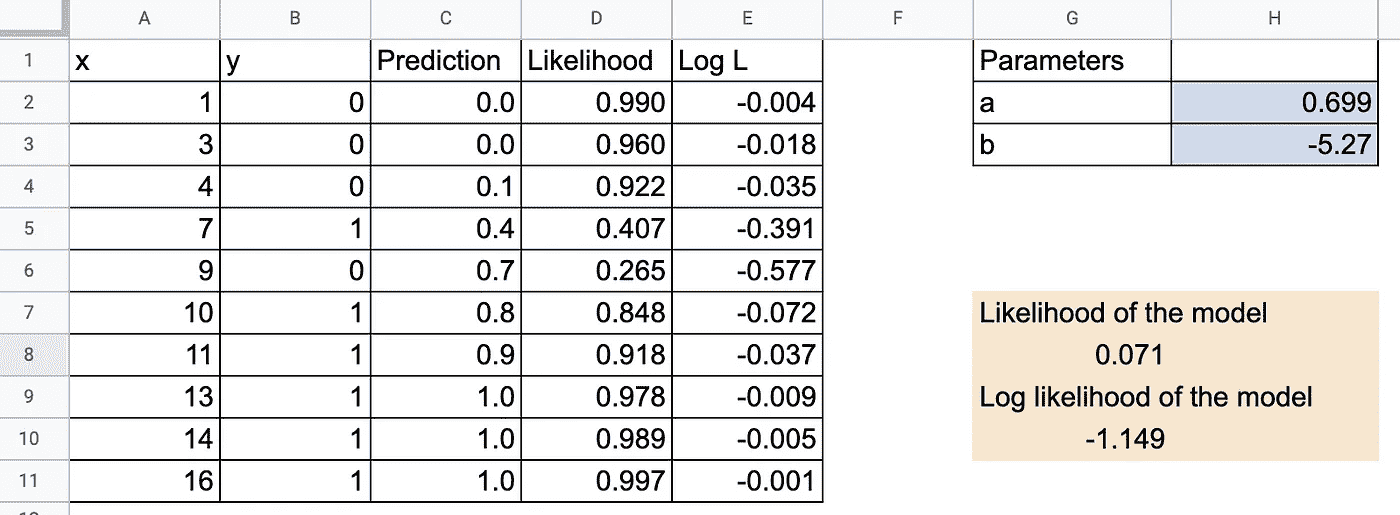 A B C D E F G H
1 x y Prediction Likelihood Log L Parameters
2 1 0 0.0 0.990 -0.004 a 0.699
3 3 0 0.0 0.960 -0.018 b -5.27
4 4 0 0.1 0.922 -0.035
5 7 1 0.4 0.407 -0.391
6 9 0 0.7 0.265 -0.577
7 10 1 0.8 0.848 -0.072 Likelihood of the model
8 11 1 0.9 0.918 -0.037 0.071
9 13 1 1.0 0.978 -0.009 Log likelihood of the model
10 14 1 1.0 0.989 -0.005 -1.149
11 16 1 1.0 0.997 -0.001